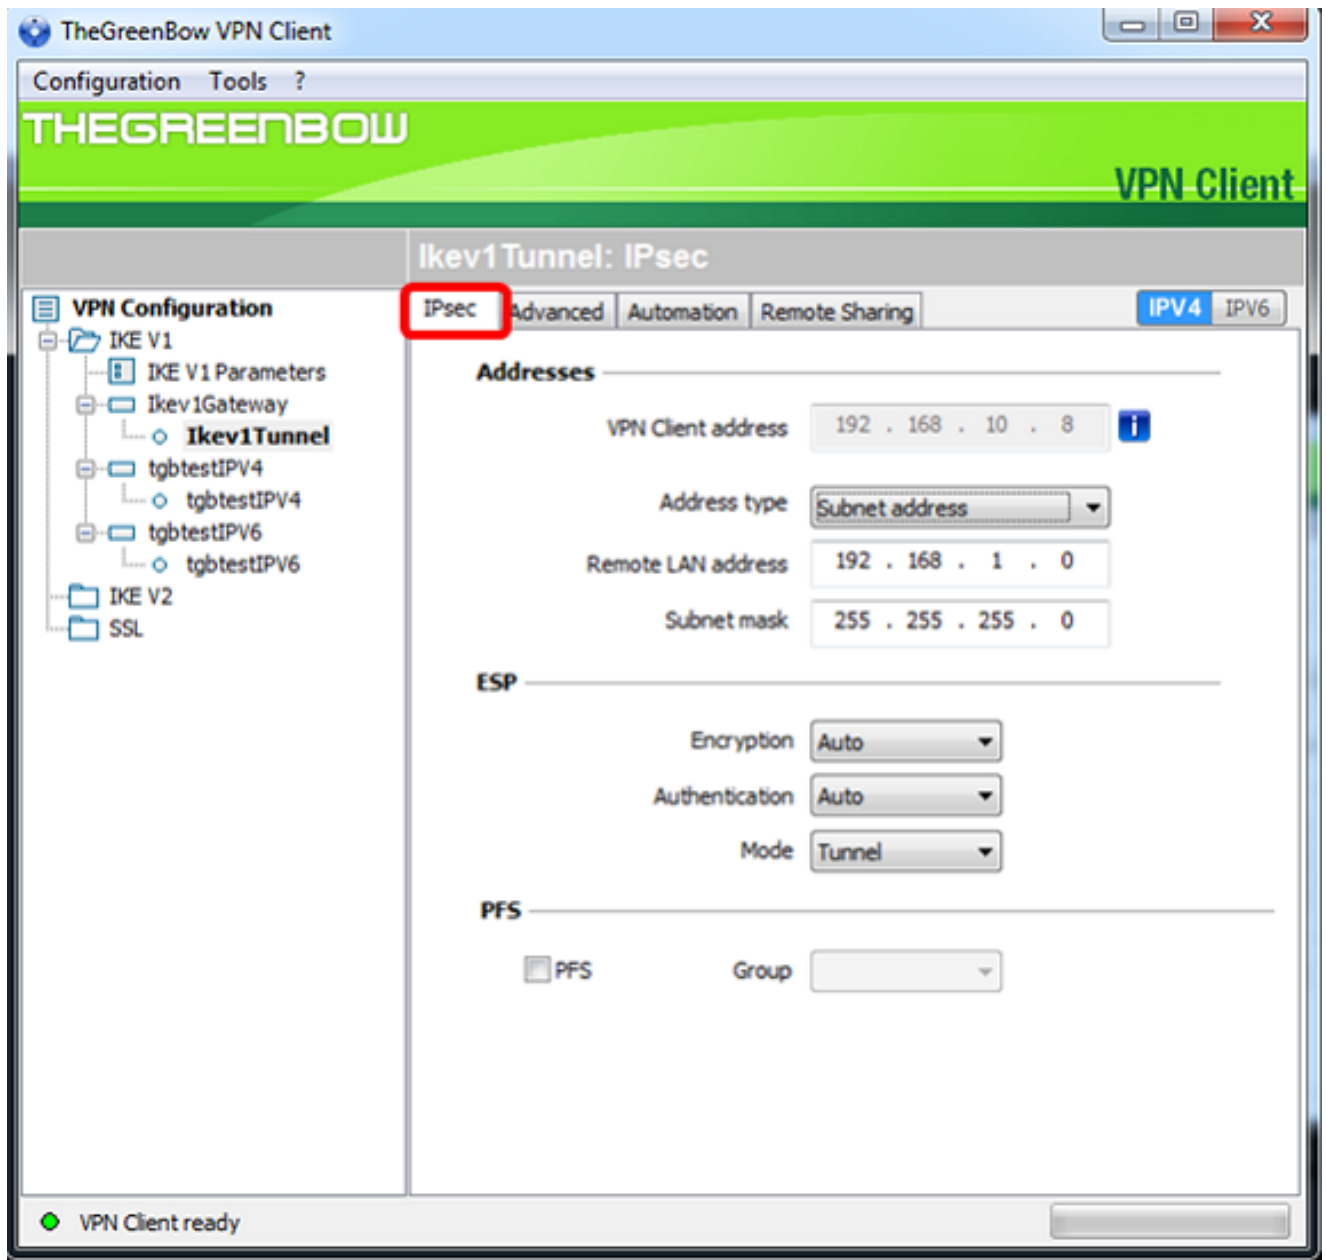 TheGreenBow VPN Client
Configuration Tools ?
THEGREENBOW
VPN Client
Ikev1Tunnel: IPsec
VPN Configuration
IKE V1
IKE V1 Parameters
Ikev1Gateway
Ikev1Tunnel
tgbtestIPV4
tgbtestIPV4
tgbtestIPV6
tgbtestIPV6
IKE V2
SSL
IPsec Advanced Automation Remote Sharing IPV4 IPV6
Addresses
VPN Client address 192 . 168 . 10 . 8
Address type Subnet address
Remote LAN address 192 . 168 . 1 . 0
Subnet mask 255 . 255 . 255 . 0
ESP
Encryption Auto
Authentication Auto
Mode Tunnel
PFS
PFS Group
VPN Client ready